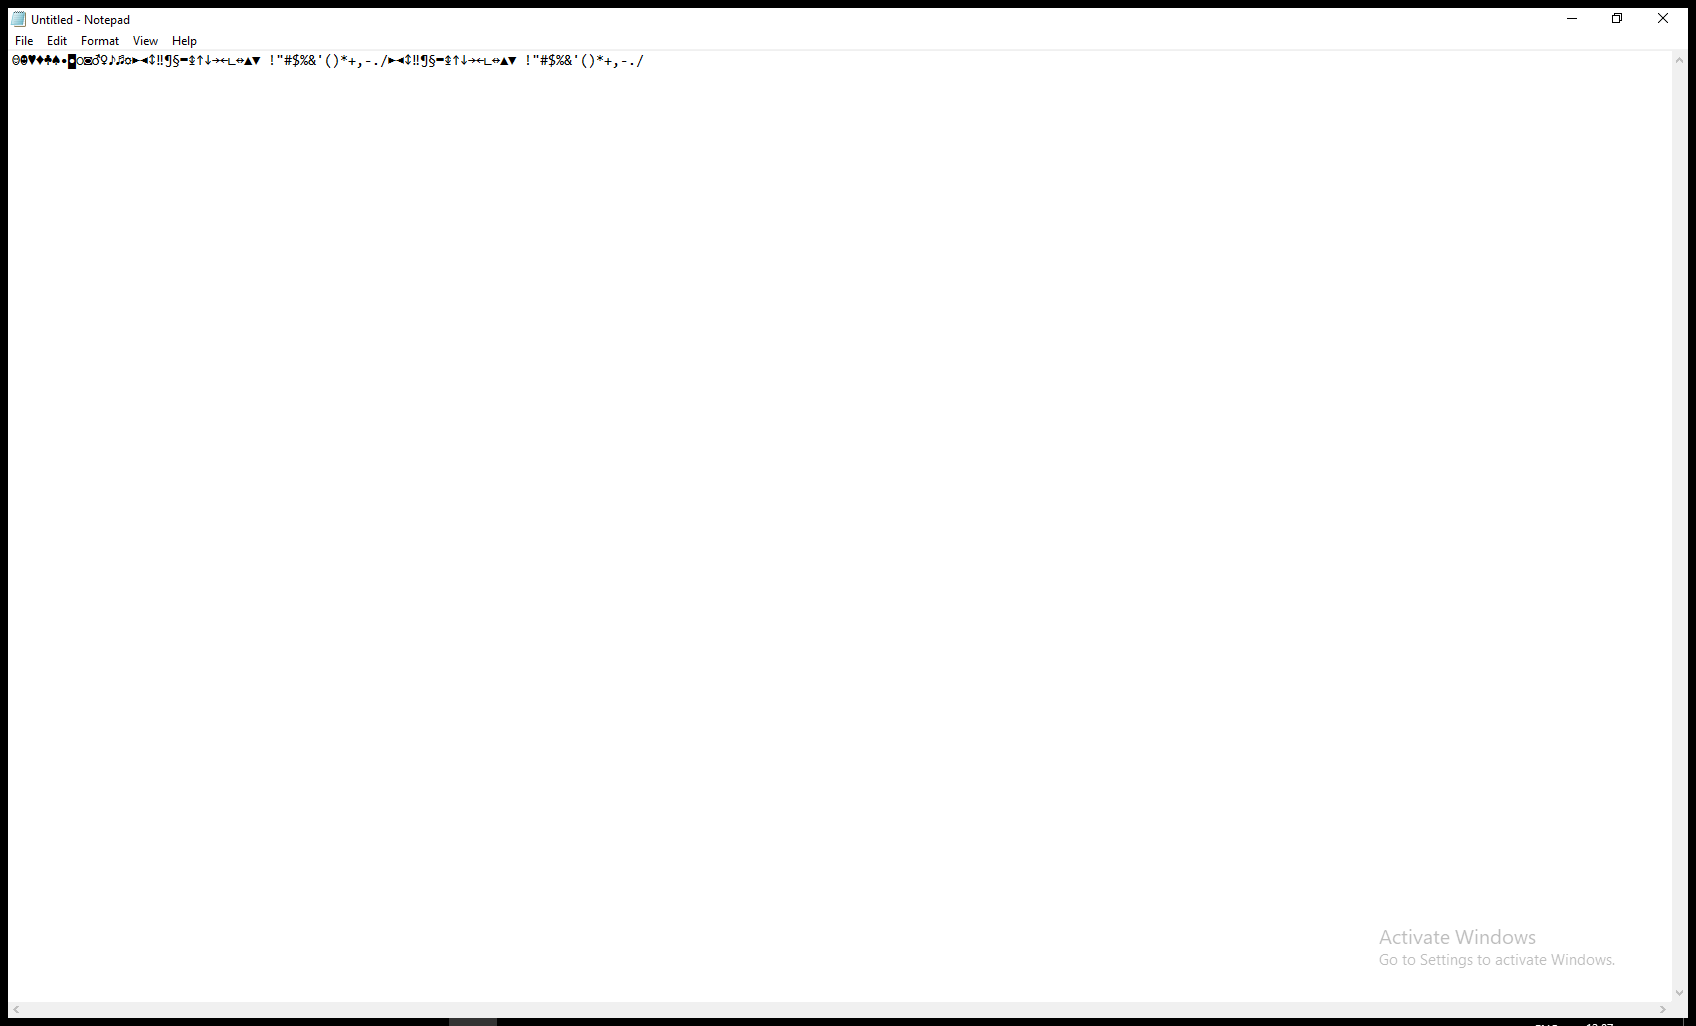 Untitled - Notepad
File Edit Format View Help
☺☻♥♦♣♠•◘○◙♂♀♪♫☼►◄↕‼¶§▬↨↑↓→←∟↔▲▼ !"#$%&'()*+,-./►◄↕‼¶§▬↨↑↓→←∟↔▲▼ !"#$%&'()*+,-./
Activate Windows
Go to Settings to activate Windows.